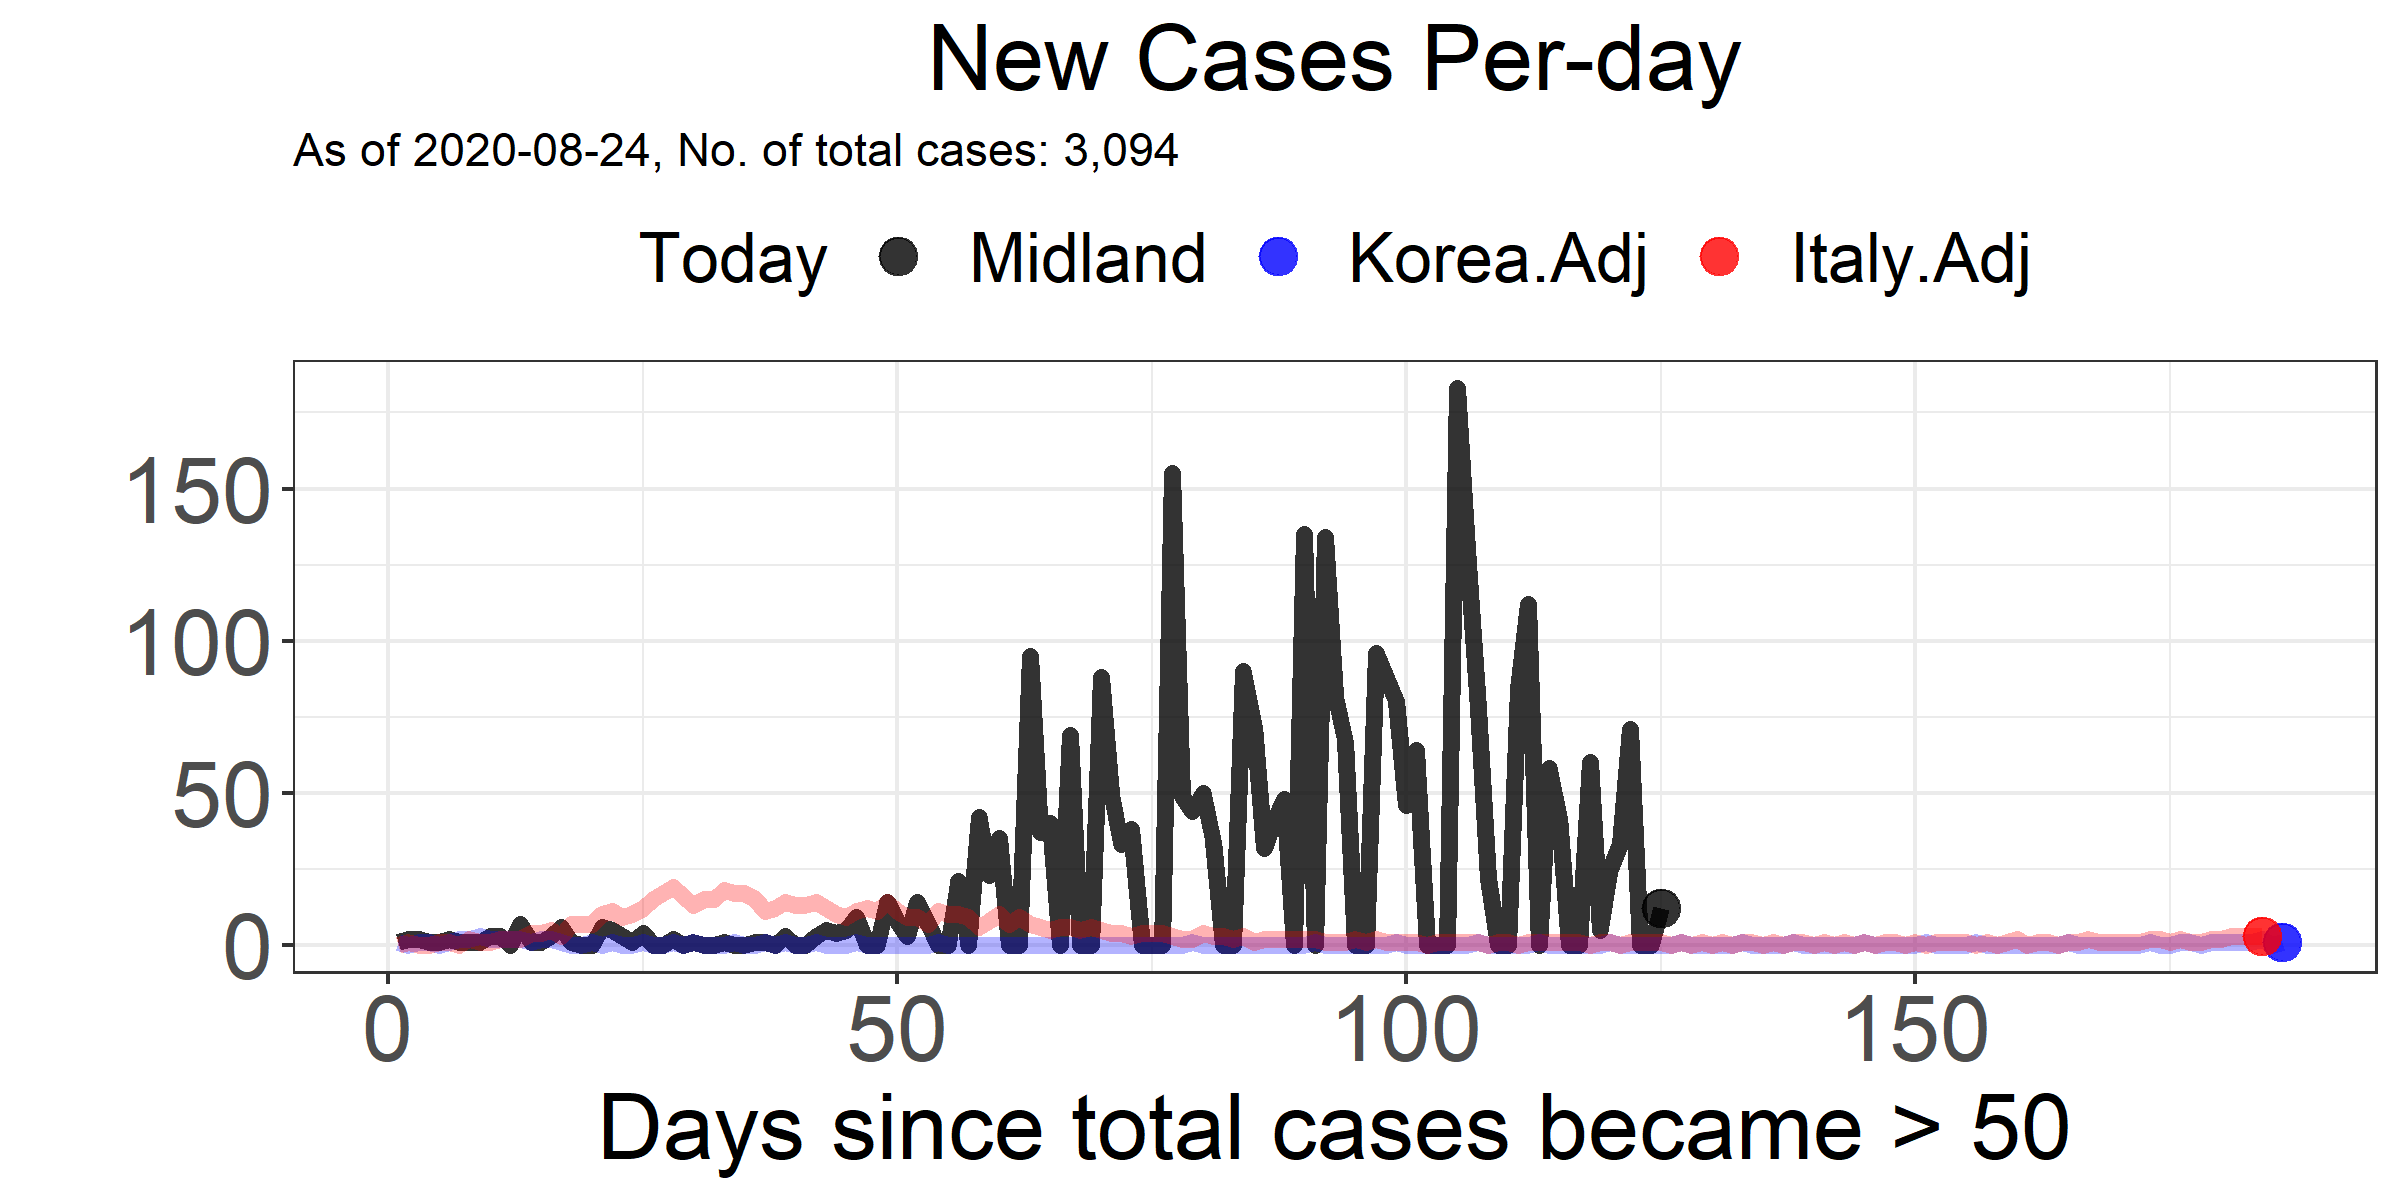 New Cases Per-day
As of 2020-08-24, No. of total cases: 3,094
Today Midland Korea.Adj Italy.Adj
150
100
50
0
0 50 100 150
Days since total cases became > 50